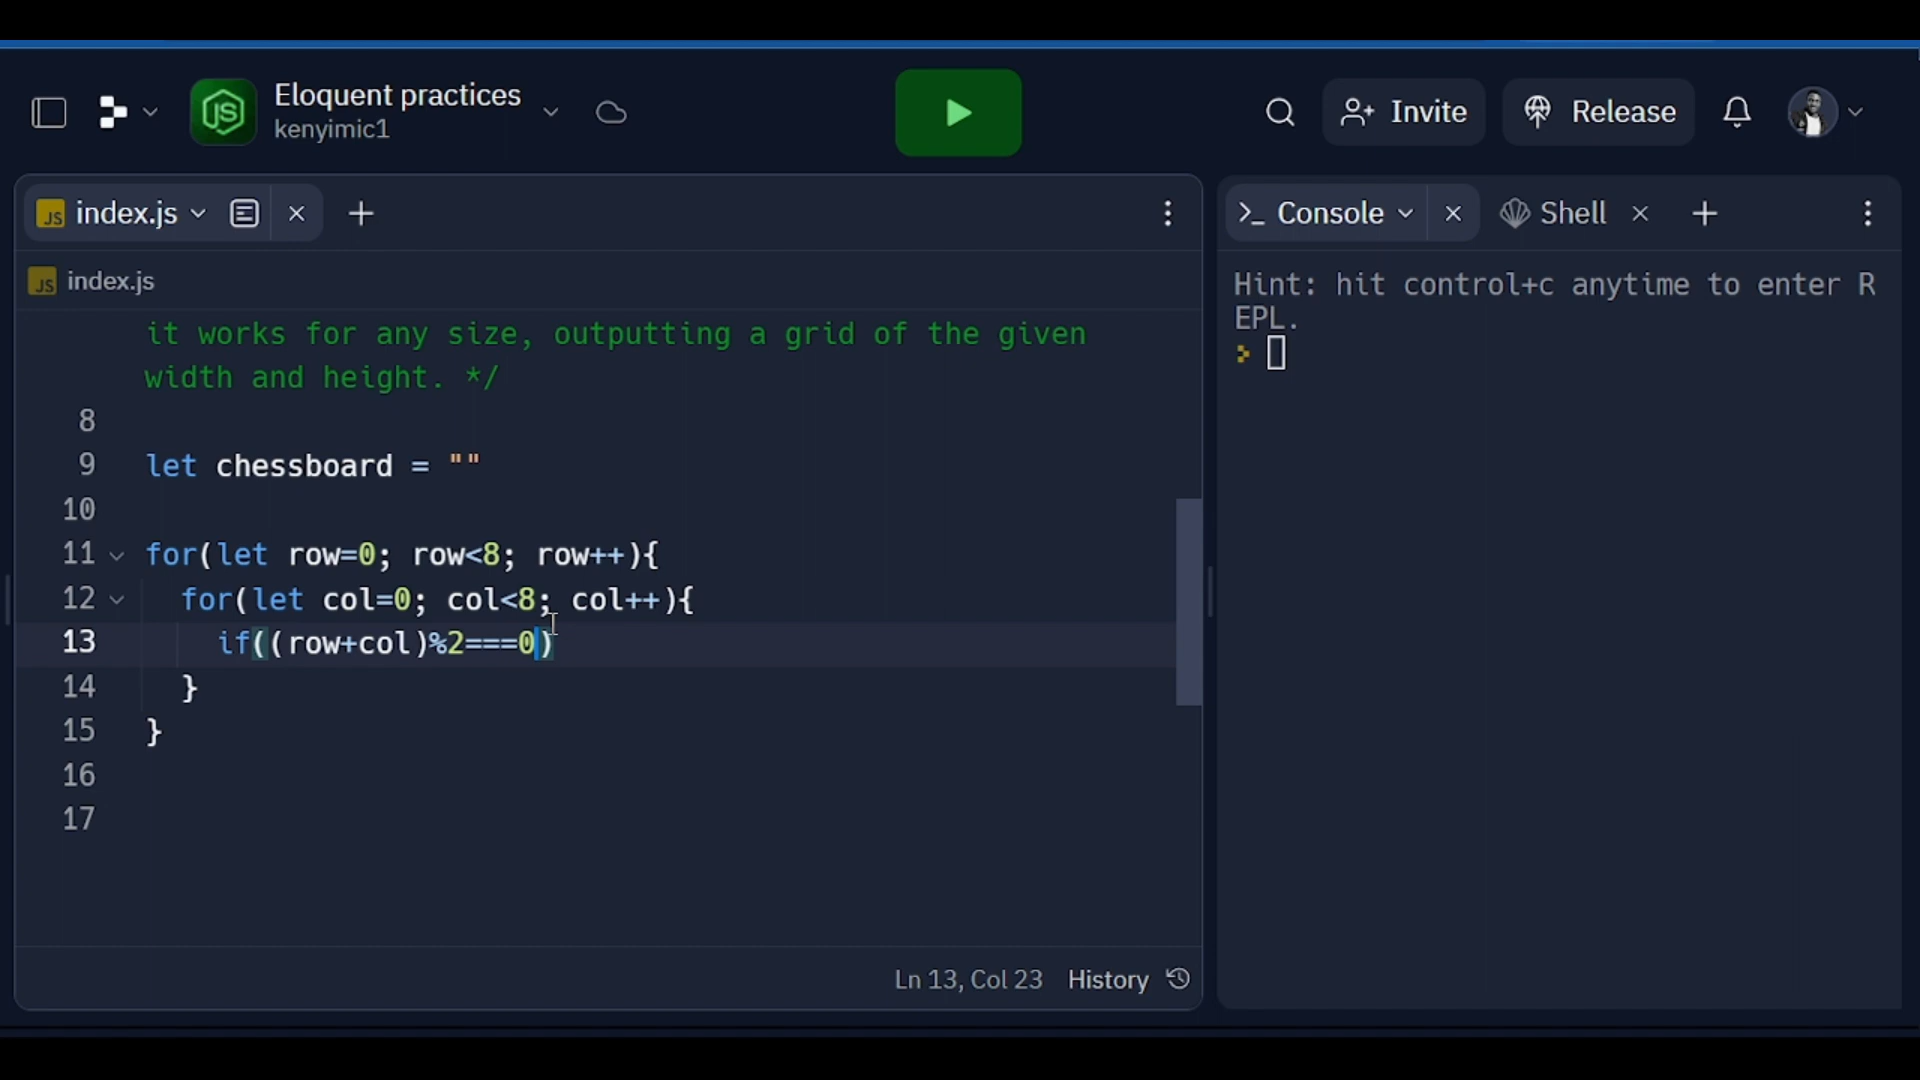 Eloquent practices
kenyimic1
Invite
Release
JS index.js
>_ Console
Shell
JS index.js
Hint: hit control+c anytime to enter R
EPL.
it works for any size, outputting a grid of the given
width and height. */
8
9 let chessboard = ""
10
11 for(let row=0; row<8; row++){
12 for(let col=0; col<8; col++){
13 if((row+col)%2===0)
14 }
15 }
16
17
Ln 13, Col 23 History